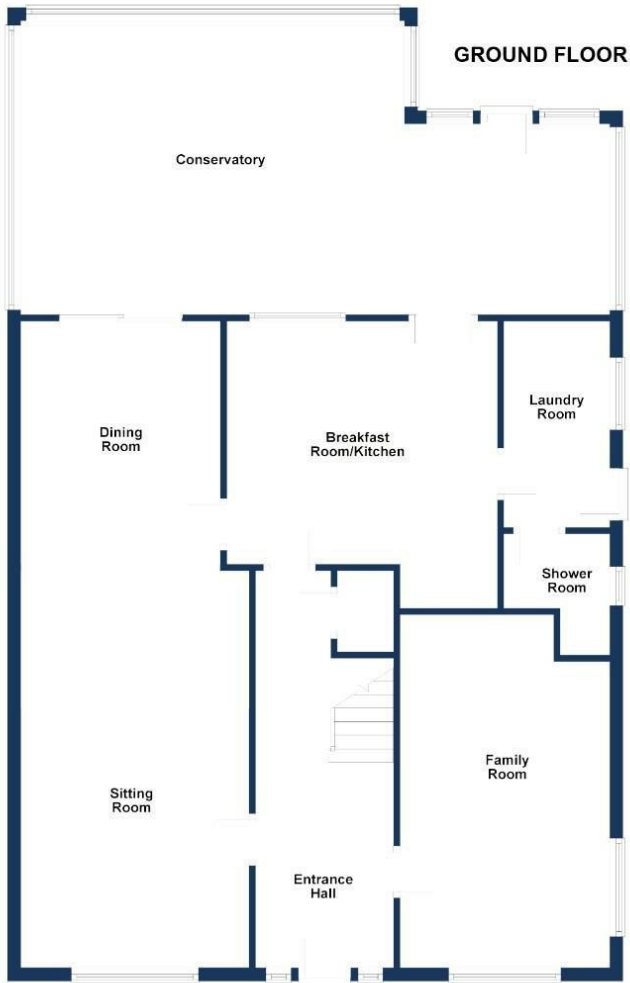 GROUND FLOOR
Conservatory
Dining
Room
Breakfast
Room/Kitchen
Laundry
Room
Shower
Room
Family
Room
Sitting
Room
Entrance
Hall